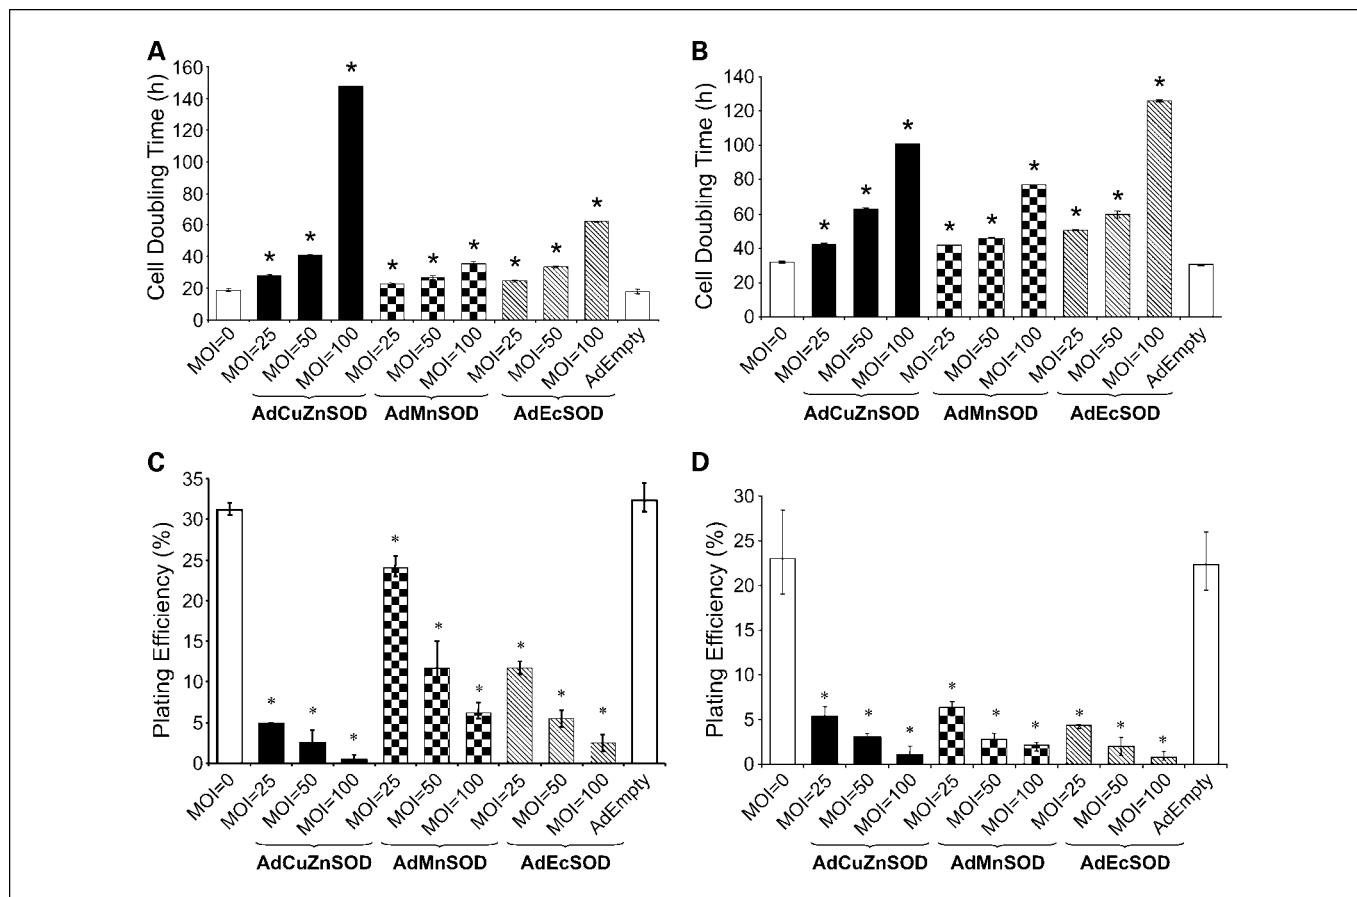 A
Cell Doubling Time (h)
160
140
120
100
80
60
40
20
0
* * * * * * * * *
MOI=0 MOI=25 MOI=50 MOI=100 MOI=25 MOI=50 MOI=100 MOI=25 MOI=50 MOI=100 AdEmpty
AdCuZnSOD AdMnSOD AdEcSOD
B
Cell Doubling Time (h)
140
120
100
80
60
40
20
0
* * * * * * * * *
MOI=0 MOI=25 MOI=50 MOI=100 MOI=25 MOI=50 MOI=100 MOI=25 MOI=50 MOI=100 AdEmpty
AdCuZnSOD AdMnSOD AdEcSOD
C
Plating Efficiency (%)
35
30
25
20
15
10
5
0
* * * * * * * * *
MOI=0 MOI=25 MOI=50 MOI=100 MOI=25 MOI=50 MOI=100 MOI=25 MOI=50 MOI=100 AdEmpty
AdCuZnSOD AdMnSOD AdEcSOD
D
Plating Efficiency (%)
30
25
20
15
10
5
0
* * * * * * * * *
MOI=0 MOI=25 MOI=50 MOI=100 MOI=25 MOI=50 MOI=100 MOI=25 MOI=50 MOI=100 AdEmpty
AdCuZnSOD AdMnSOD AdEcSOD